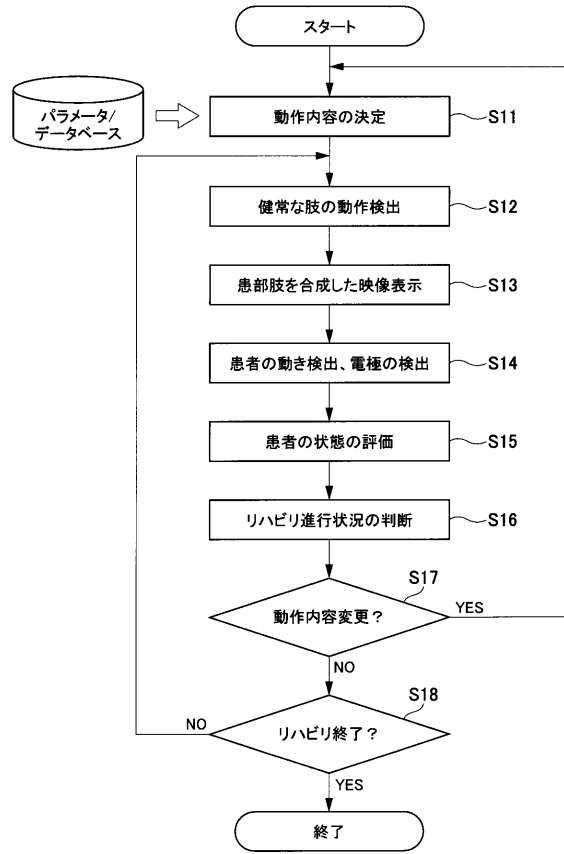 スタート
パラメータ/
データベース
動作内容の決定
S11
健常な肢の動作検出
S12
患部肢を合成した映像表示
S13
患者の動き検出、電極の検出
S14
患者の状態の評価
S15
リハビリ進行状況の判断
S16
S17
動作内容変更？
YES
NO
S18
リハビリ終了？
NO
YES
終了